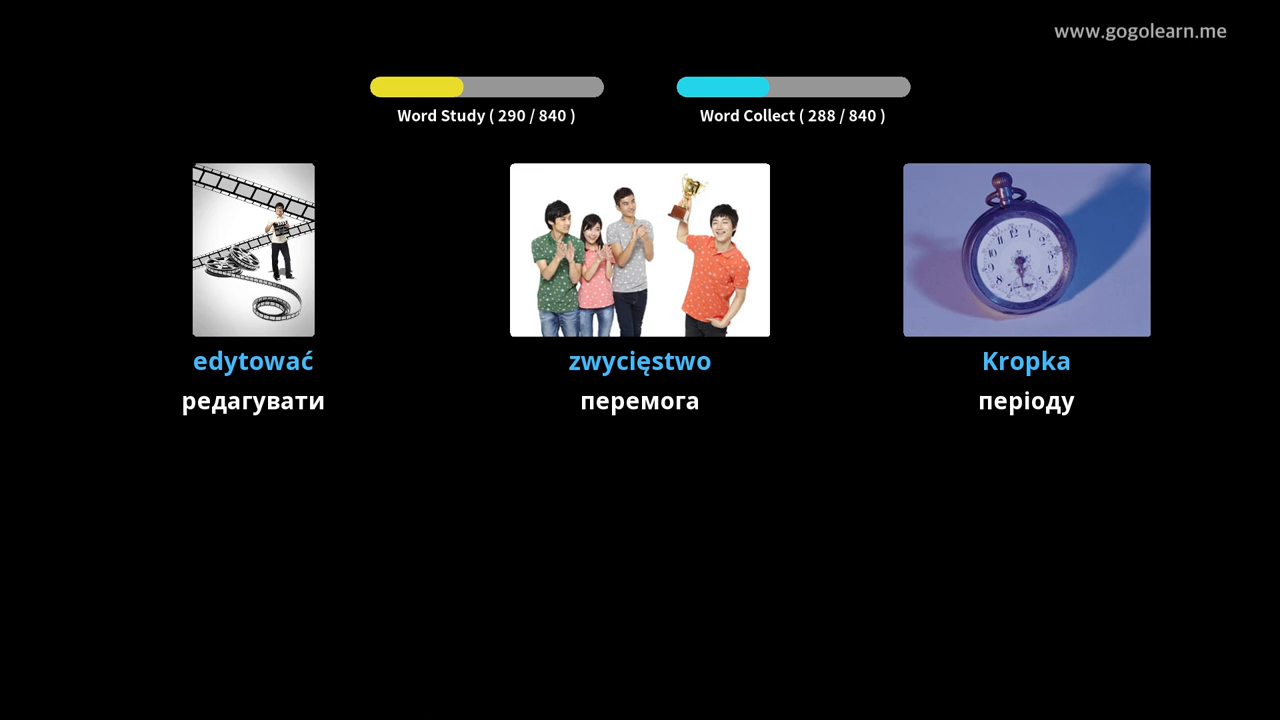 www.gogolearn.me
Word Study ( 290 / 840 )
Word Collect ( 288 / 840 )
edytować
zwycięstwo
Kropka
редагувати
перемога
періоду